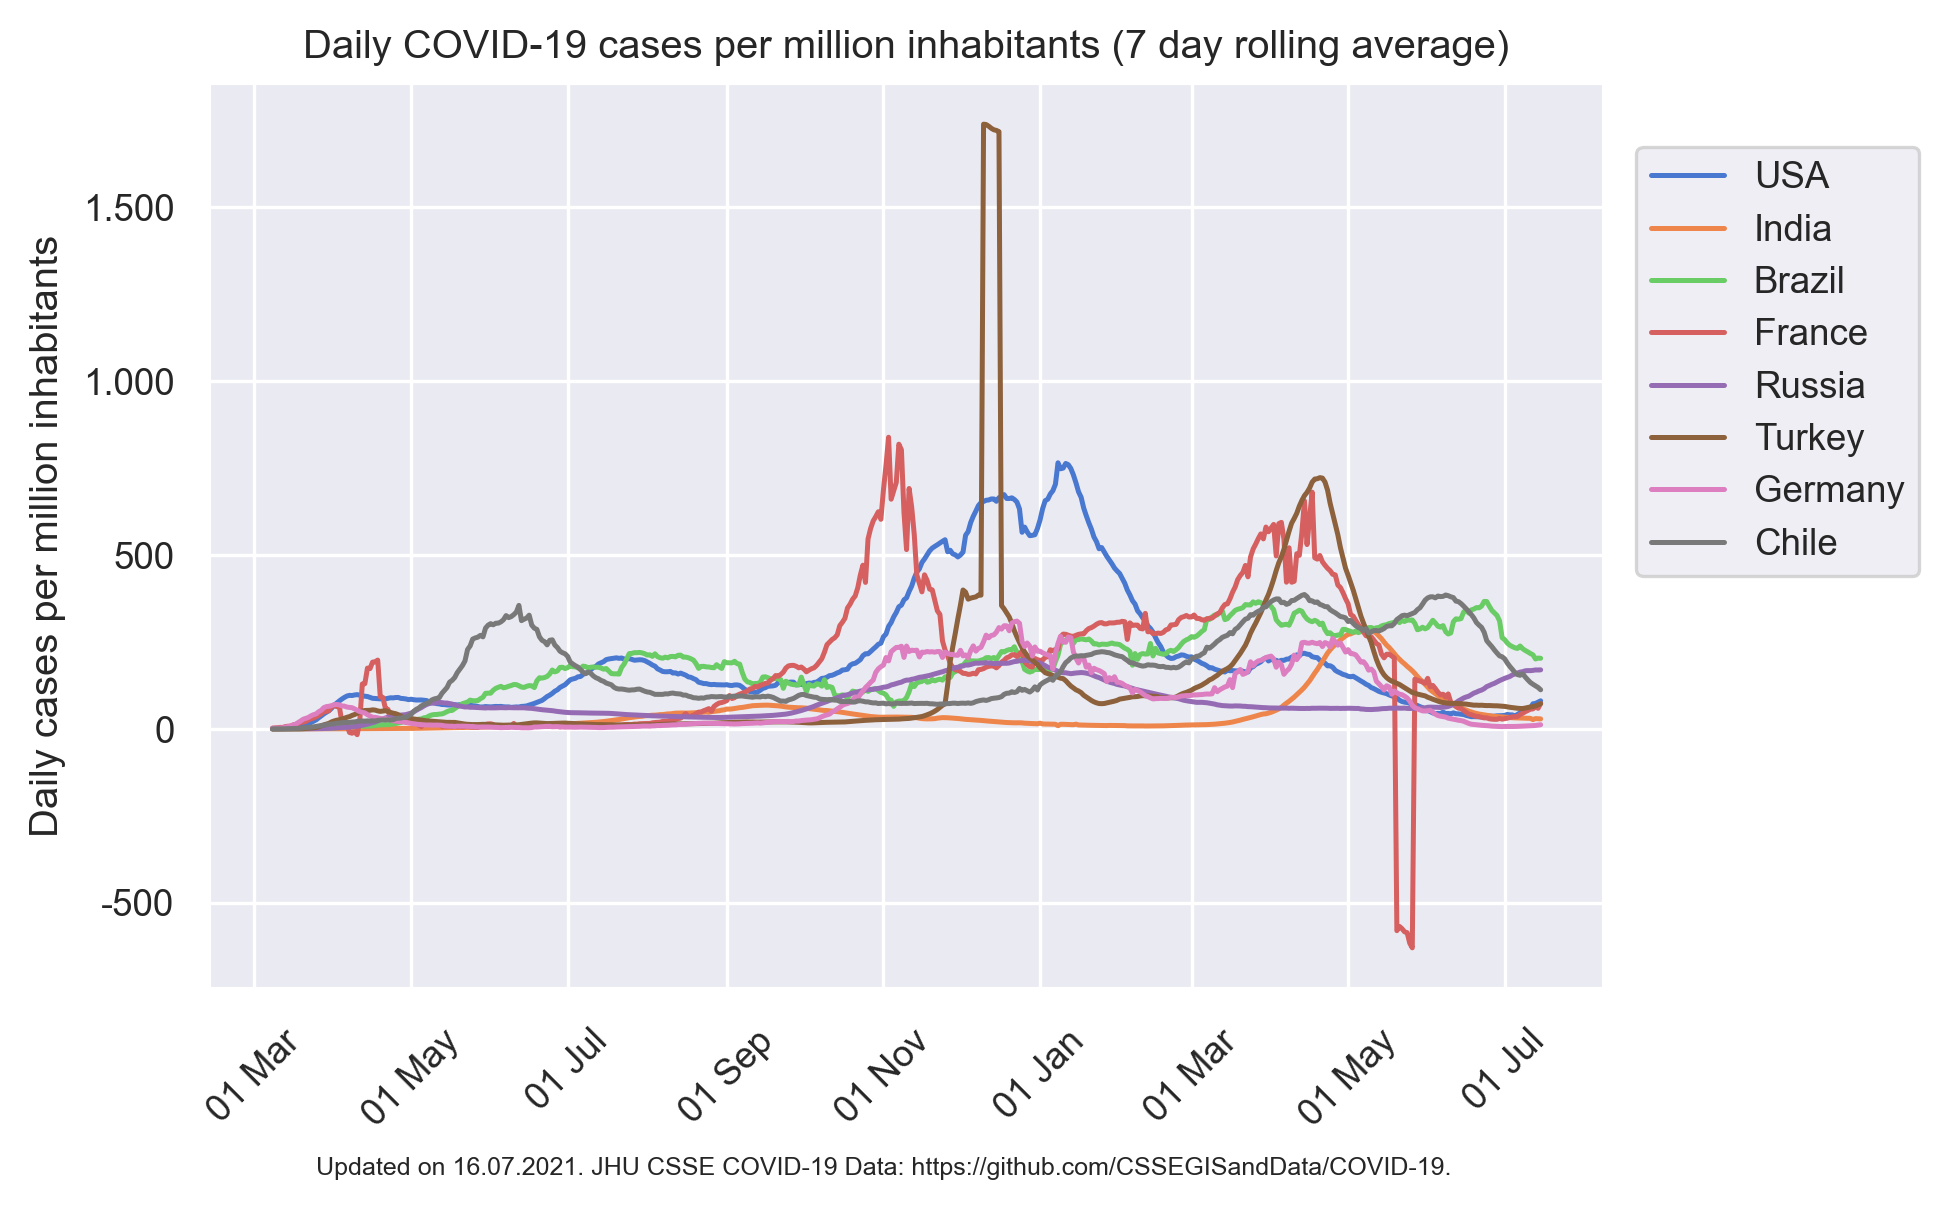 Daily COVID-19 cases per million inhabitants (7 day rolling average)
Daily cases per million inhabitants
1.500
1.000
500
0
-500
01 Mar
01 May
01 Jul
01 Sep
01 Nov
01 Jan
01 Mar
01 May
01 Jul
USA
India
Brazil
France
Russia
Turkey
Germany
Chile
Updated on 16.07.2021. JHU CSSE COVID-19 Data: https://github.com/CSSEGISandData/COVID-19.